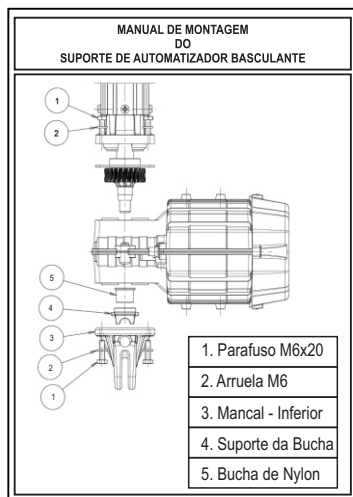 MANUAL DE MONTAGEM
DO
SUPORTE DE AUTOMATIZADOR BASCULANTE
1
2
5
4
3
2
1
1. Parafuso M6x20
2. Arruela M6
3. Mancal - Inferior
4. Suporte da Bucha
5. Bucha de Nylon